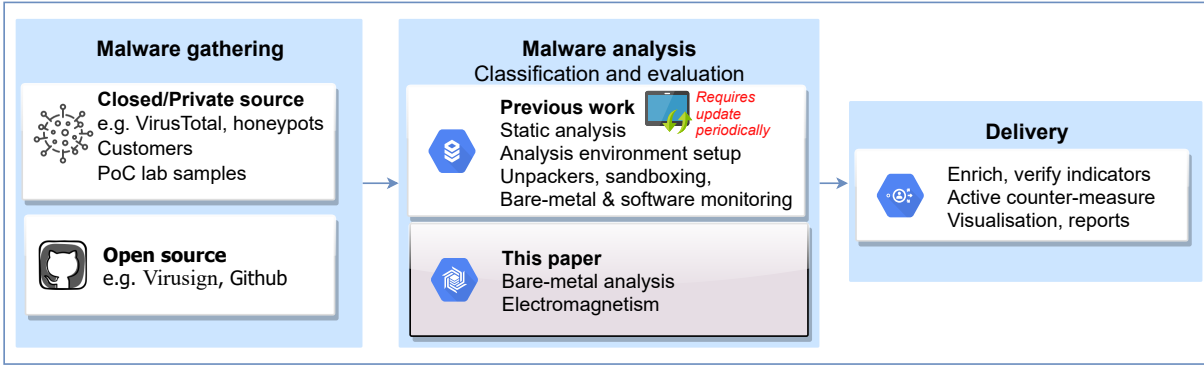 Malware gathering
Closed/Private source
e.g. VirusTotal, honeypots
Customers
PoC lab samples
Open source
e.g. Virusign, Github
Malware analysis
Classification and evaluation
Previous work
Requires
update
periodically
Static analysis
Analysis environment setup
Unpackers, sandboxing,
Bare-metal & software monitoring
This paper
Bare-metal analysis
Electromagnetism
Delivery
Enrich, verify indicators
Active counter-measure
Visualisation, reports